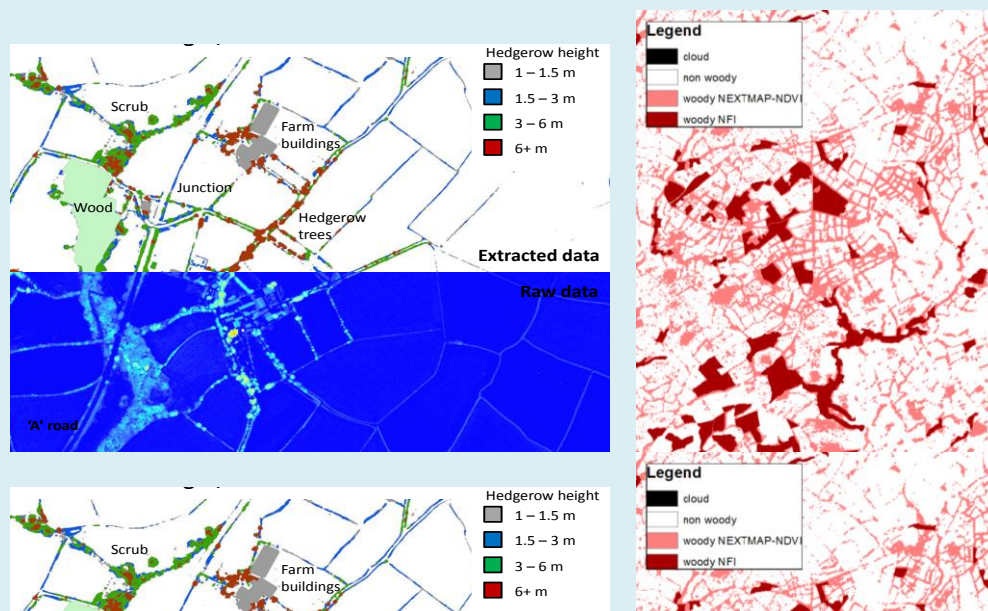 Hedgerow height
1 – 1.5 m
1.5 – 3 m
3 – 6 m
6+ m
Scrub
Farm
buildings
Junction
Wood
Hedgerow
trees
Extracted data
Raw data
'A' road
Legend
cloud
non woody
woody NEXTMAP-NDVI
woody NFI
Hedgerow height
1 – 1.5 m
1.5 – 3 m
3 – 6 m
6+ m
Scrub
Farm
buildings
Legend
cloud
non woody
woody NEXTMAP-NDVI
woody NFI